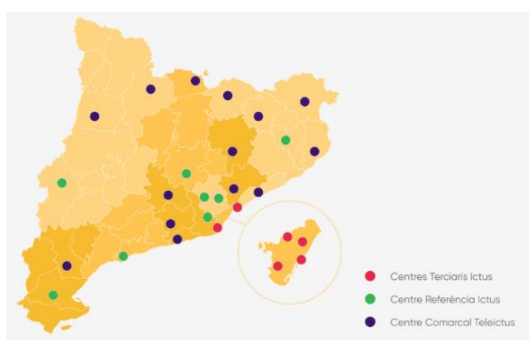 Centres Terciaris Ictus
Centre Referència Ictus
Centre Comarcal Teleictus